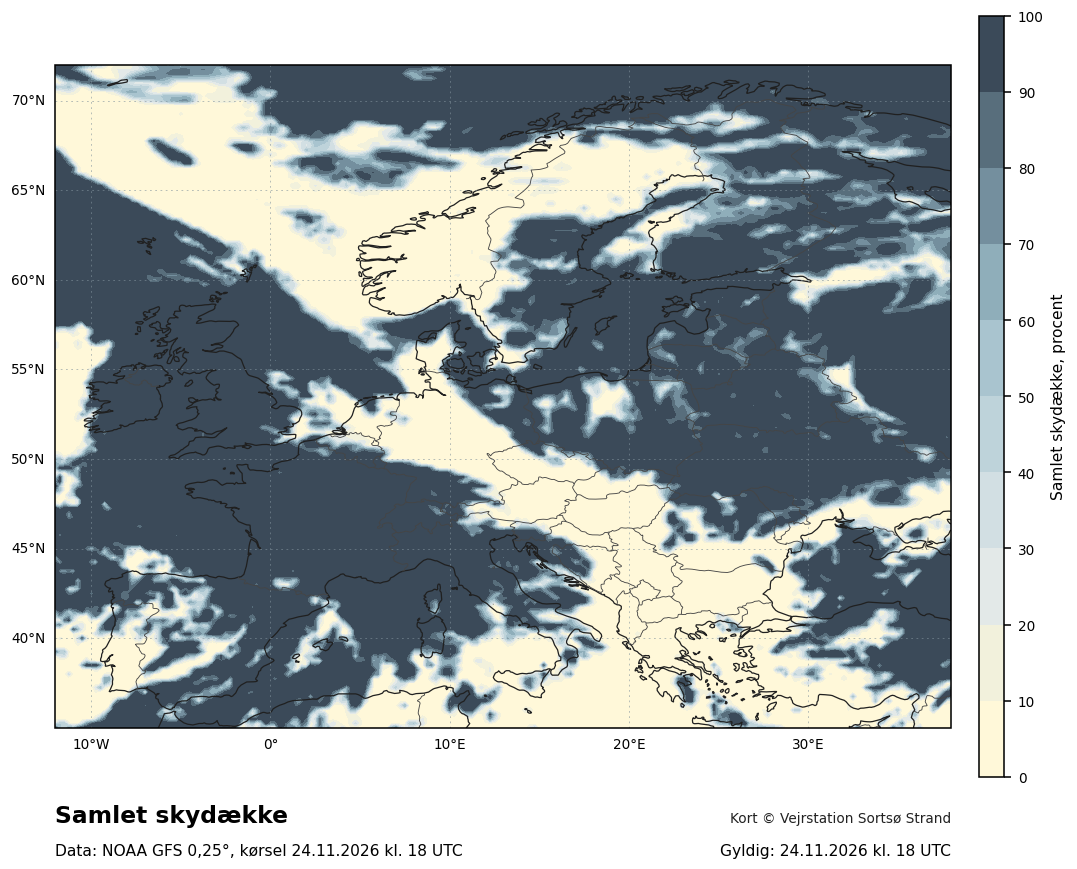 70°N
65°N
60°N
55°N
50°N
45°N
40°N
10°W
0°
10°E
20°E
30°E
100
90
80
70
60
50
40
30
20
10
0
Samlet skydække, procent
Samlet skydække
Kort © Vejrstation Sortsø Strand
Data: NOAA GFS 0,25°, kørsel 24.11.2026 kl. 18 UTC
Gyldig: 24.11.2026 kl. 18 UTC